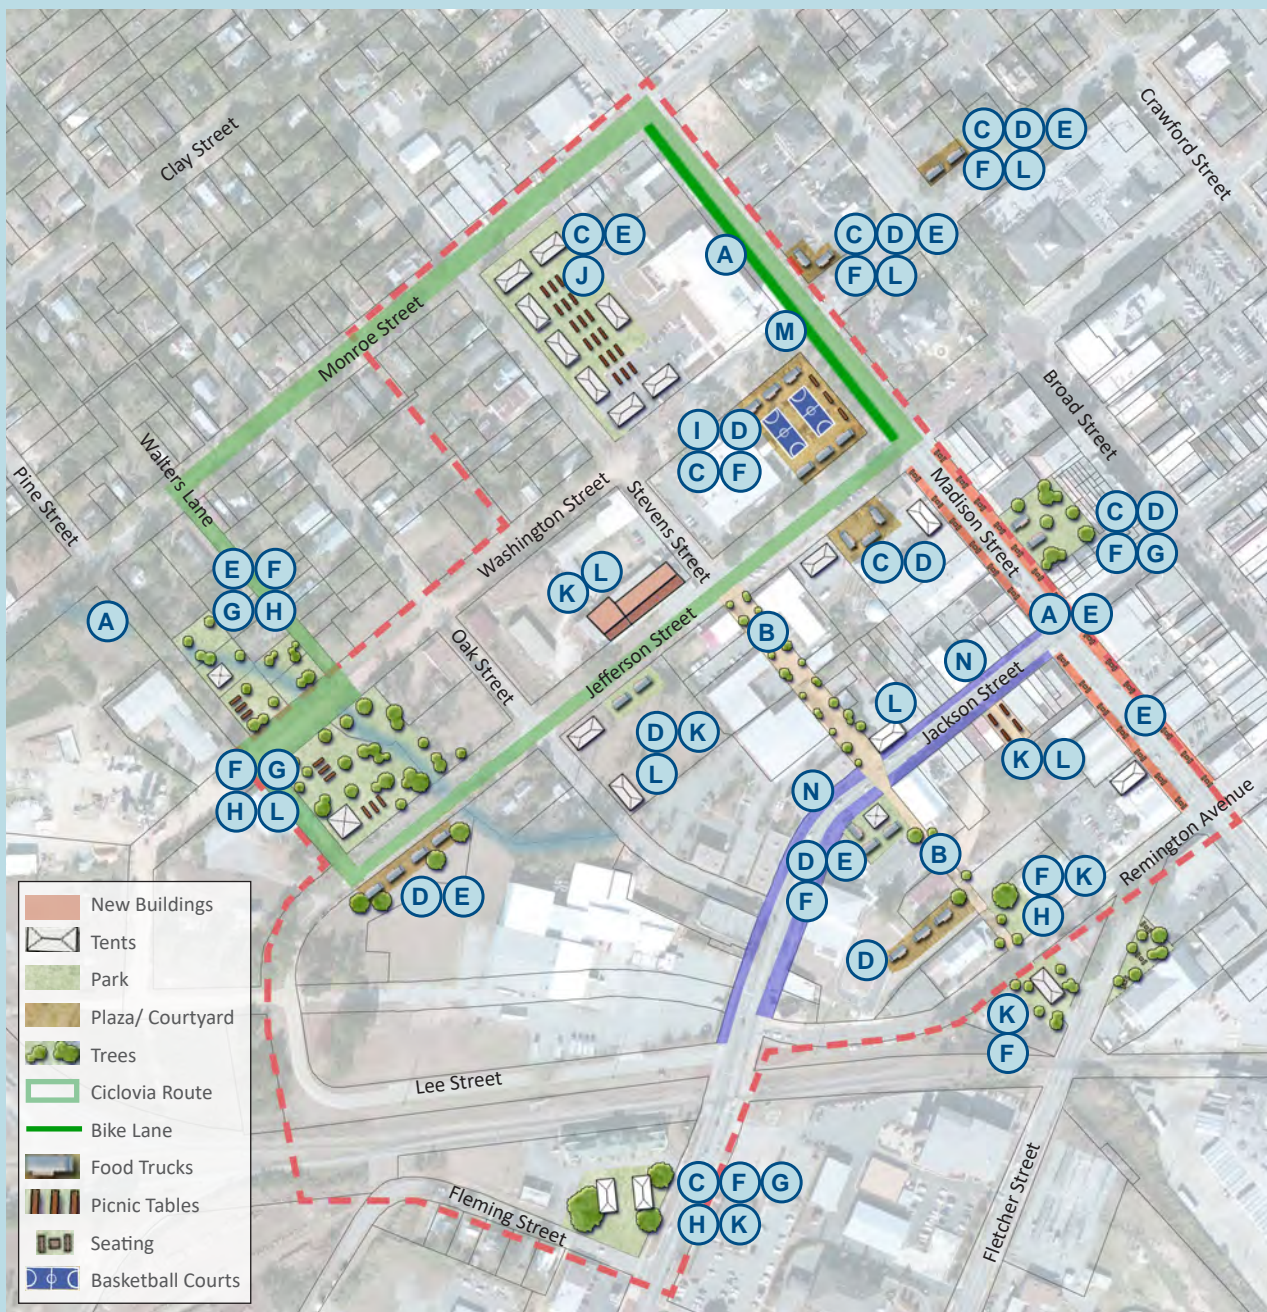 Clay Street
Crawford Street
C D E
F L
C E
J
A
C D E
F L
Monroe Street
M
Broad Street
Walters Lane
Pine Street
I D
C F
Madison Street
Washington Street
Stevens Street
C D
F G
C D
K L
E F
G H
A
A E
B
Oak Street
Jefferson Street
N
Jackson Street
L
E
D K
L
K L
F G
H L
N
Remington Avenue
D E
F
B
F K
H
D E
D
K
F
Lee Street
Fleming Street
C F G
H K
Fletcher Street
New Buildings
Tents
Park
Plaza/ Courtyard
Trees
Ciclovia Route
Bike Lane
Food Trucks
Picnic Tables
Seating
Basketball Courts